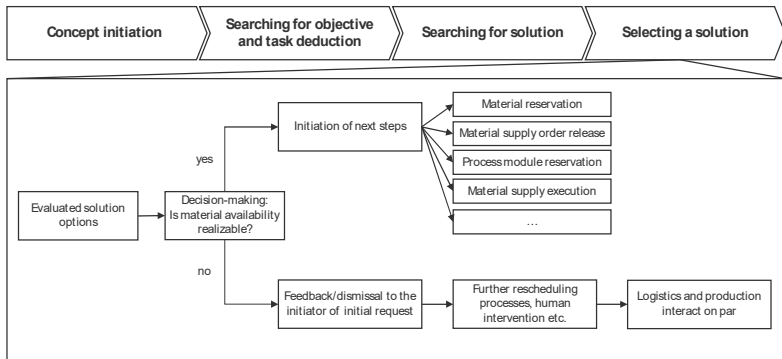 Concept initiation
Searching for objective
and task deduction
Searching for solution
Selecting a solution
Initiation of next steps
Material reservation
Material supply order release
Process module reservation
Material supply execution
...
yes
Evaluated solution
options
Decision-making:
Is material availability
realizable?
no
Feedback/dismissal to the
initiator of initial request
Further rescheduling
processes, human
intervention etc.
Logistics and production
interact on par